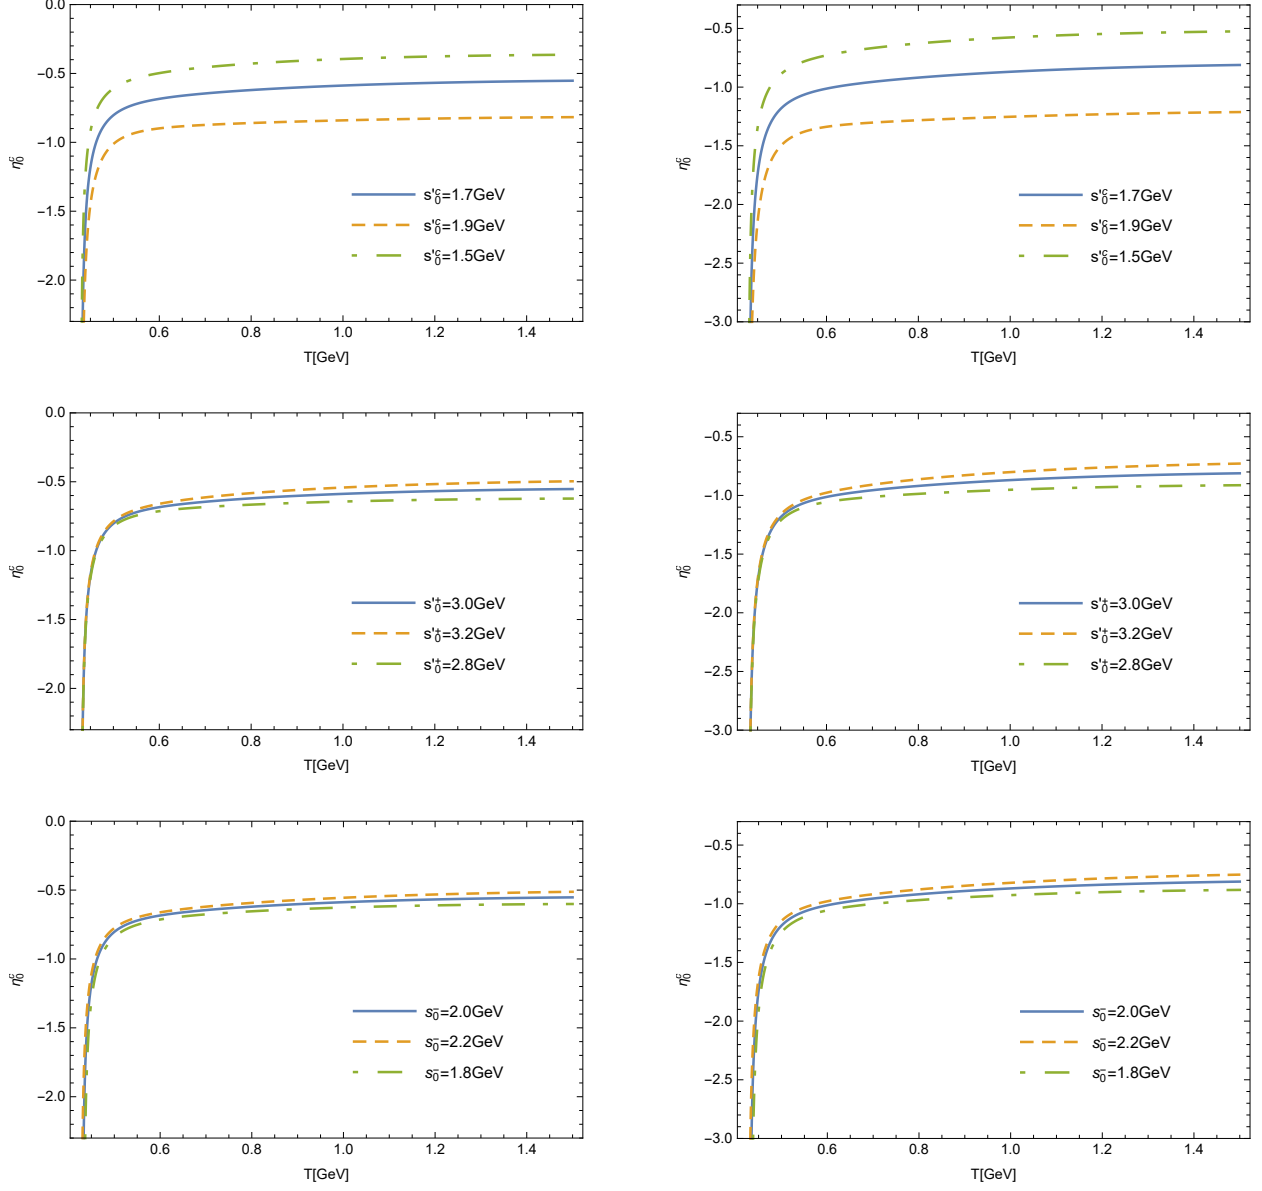 0.0
−0.5
−1.0
−1.5
−2.0
η₀ᶜ
s'₀ᶜ=1.7GeV
s'₀ᶜ=1.9GeV
s'₀ᶜ=1.5GeV
0.6 0.8 1.0 1.2 1.4
T[GeV]
−0.5
−1.0
−1.5
−2.0
−2.5
−3.0
η₀ᶜ
s'₀ᶜ=1.7GeV
s'₀ᶜ=1.9GeV
s'₀ᶜ=1.5GeV
0.6 0.8 1.0 1.2 1.4
T[GeV]
0.0
−0.5
−1.0
−1.5
−2.0
η₀ᶜ
s'₀⁺=3.0GeV
s'₀⁺=3.2GeV
s'₀⁺=2.8GeV
0.6 0.8 1.0 1.2 1.4
T[GeV]
−0.5
−1.0
−1.5
−2.0
−2.5
−3.0
η₀ᶜ
s'₀⁺=3.0GeV
s'₀⁺=3.2GeV
s'₀⁺=2.8GeV
0.6 0.8 1.0 1.2 1.4
T[GeV]
0.0
−0.5
−1.0
−1.5
−2.0
η₀ᶜ
s₀⁻=2.0GeV
s₀⁻=2.2GeV
s₀⁻=1.8GeV
0.6 0.8 1.0 1.2 1.4
T[GeV]
−0.5
−1.0
−1.5
−2.0
−2.5
−3.0
η₀ᶜ
s₀⁻=2.0GeV
s₀⁻=2.2GeV
s₀⁻=1.8GeV
0.6 0.8 1.0 1.2 1.4
T[GeV]